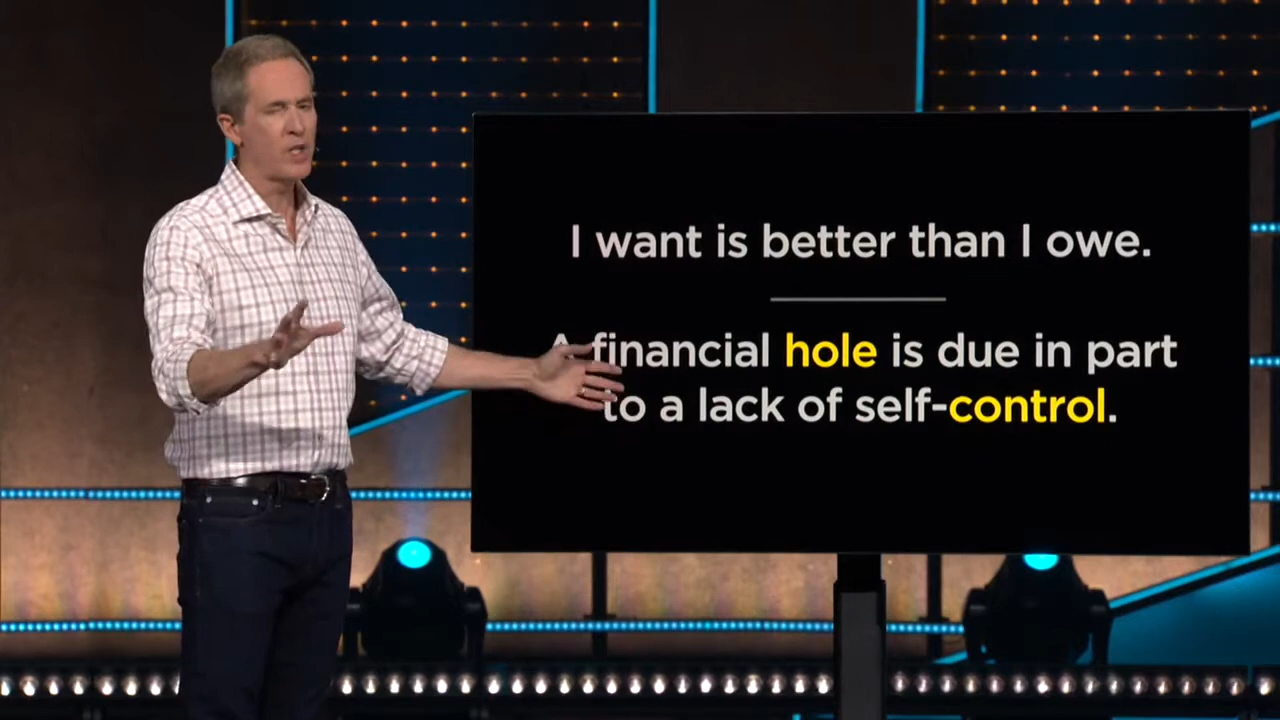 I want is better than I owe.
A financial hole is due in part
to a lack of self-control.